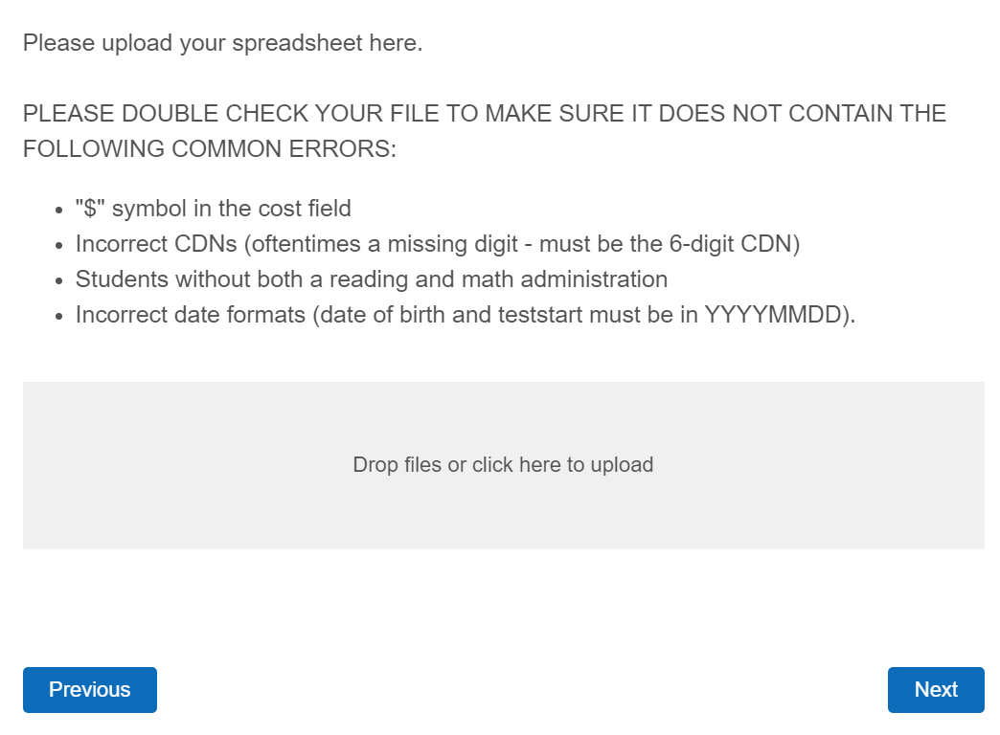 Please upload your spreadsheet here.
PLEASE DOUBLE CHECK YOUR FILE TO MAKE SURE IT DOES NOT CONTAIN THE
FOLLOWING COMMON ERRORS:
• "$" symbol in the cost field
• Incorrect CDNs (oftentimes a missing digit - must be the 6-digit CDN)
• Students without both a reading and math administration
• Incorrect date formats (date of birth and teststart must be in YYYYMMDD).
Drop files or click here to upload
Previous
Next